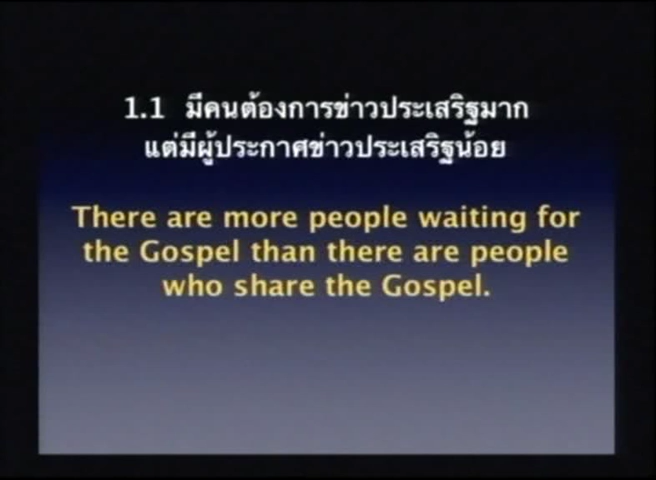 1.1 มีคนต้องการข่าวประเสริฐมาก
แต่มีผู้ประกาศข่าวประเสริฐน้อย
There are more people waiting for
the Gospel than there are people
who share the Gospel.